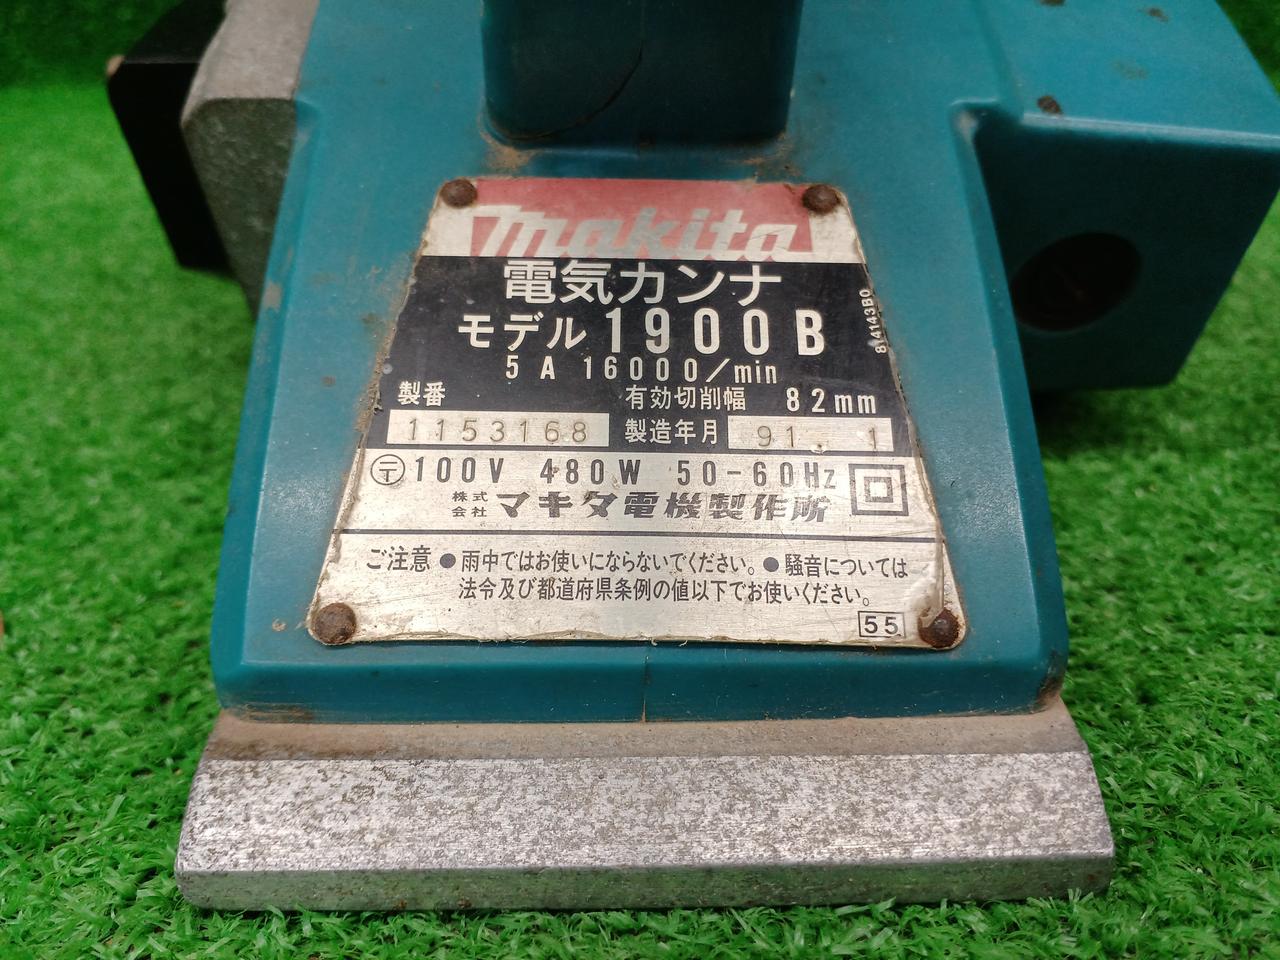 makita
電気カンナ
モデル 1900B
5A 16000/min
814143B0
製番 有効切削幅 82mm
1153168 製造年月 91. 1
〒 100V 480W 50-60Hz
株式会社 マキタ電機製作所
ご注意 ●雨中ではお使いにならないでください。●騒音については
法令及び都道府県条例の値以下でお使いください。
55